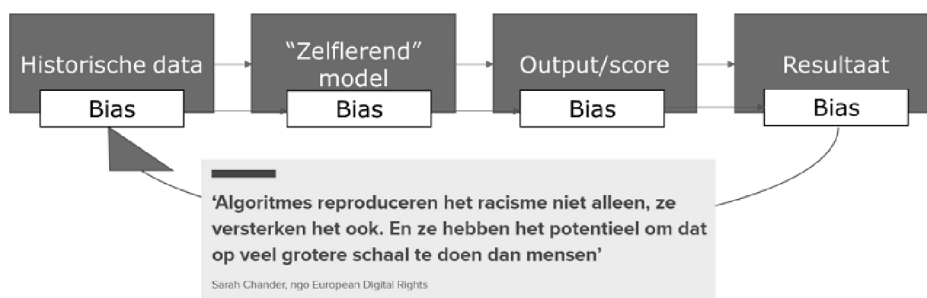 Historische data
Bias
“Zelflerend”
model
Bias
Output/score
Bias
Resultaat
Bias
‘Algoritmes reproduceren het racisme niet alleen, ze
versterken het ook. En ze hebben het potentieel om dat
op veel grotere schaal te doen dan mensen’
Sarah Chander, ngo European Digital Rights